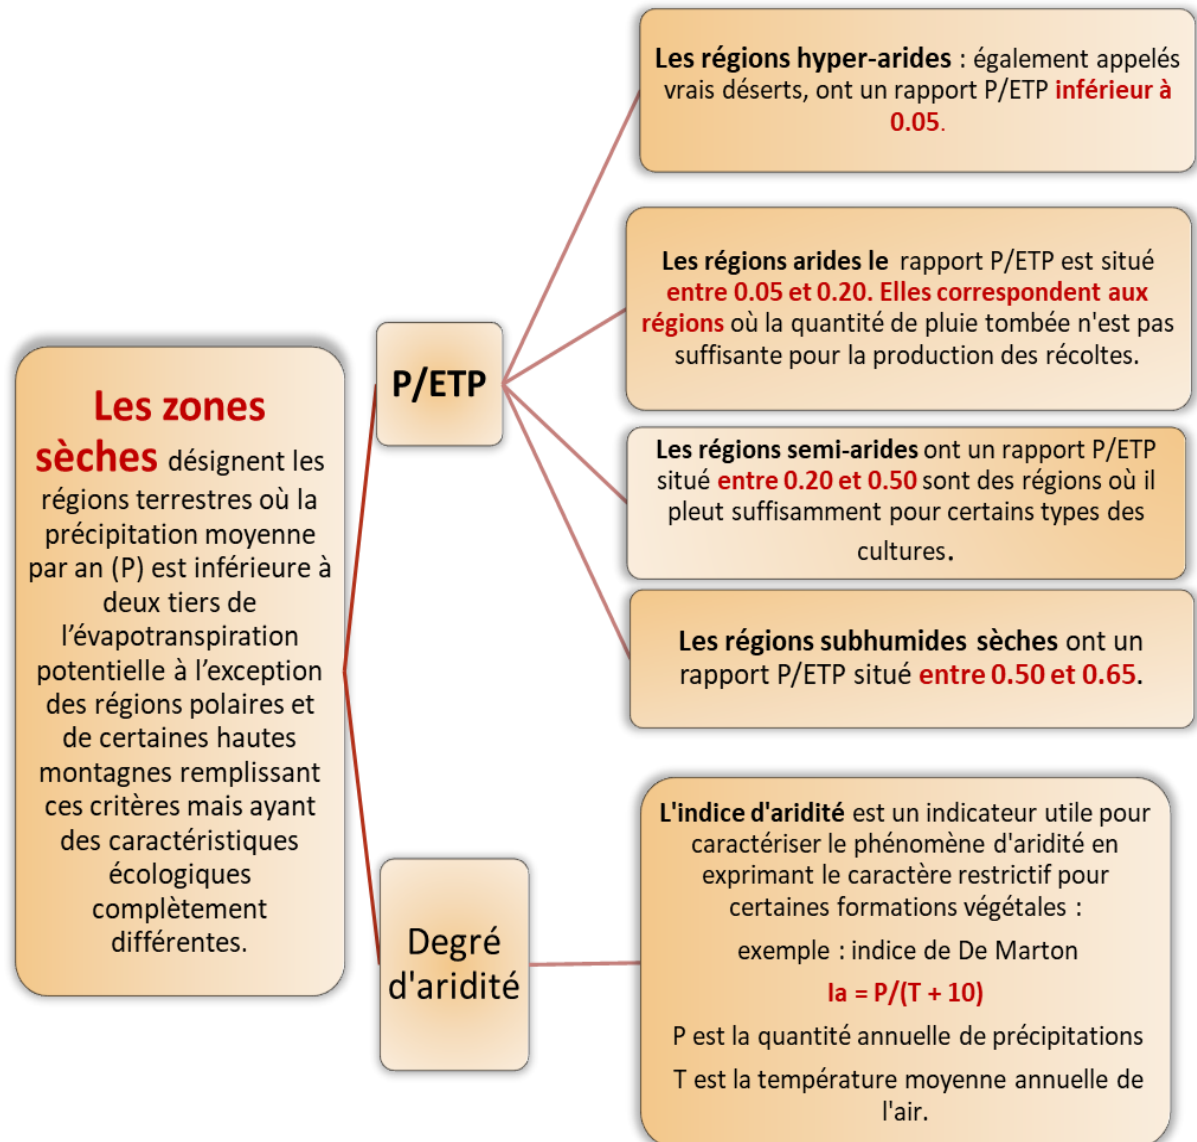 Les zones
sèches désignent les
régions terrestres où la
précipitation moyenne
par an (P) est inférieure à
deux tiers de
l’évapotranspiration
potentielle à l’exception
des régions polaires et
de certaines hautes
montagnes remplissant
ces critères mais ayant
des caractéristiques
écologiques
complètement
différentes.
P/ETP
Les régions hyper-arides : également appelés
vrais déserts, ont un rapport P/ETP inférieur à
0.05.
Les régions arides le rapport P/ETP est situé
entre 0.05 et 0.20. Elles correspondent aux
régions où la quantité de pluie tombée n'est pas
suffisante pour la production des récoltes.
Les régions semi-arides ont un rapport P/ETP
situé entre 0.20 et 0.50 sont des régions où il
pleut suffisamment pour certains types des
cultures.
Les régions subhumides sèches ont un
rapport P/ETP situé entre 0.50 et 0.65.
Degré
d'aridité
L'indice d'aridité est un indicateur utile pour
caractériser le phénomène d'aridité en
exprimant le caractère restrictif pour
certaines formations végétales :
exemple : indice de De Marton
Ia = P/(T + 10)
P est la quantité annuelle de précipitations
T est la température moyenne annuelle de
l'air.